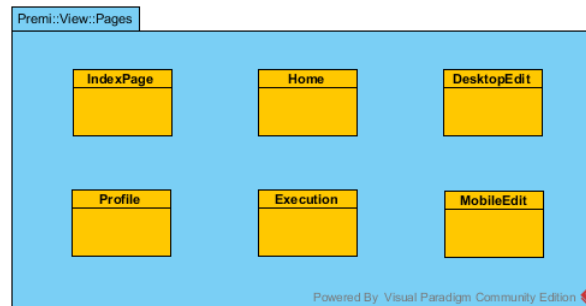 Premi::View::Pages
IndexPage
Home
DesktopEdit
Profile
Execution
MobileEdit
Powered By Visual Paradigm Community Edition